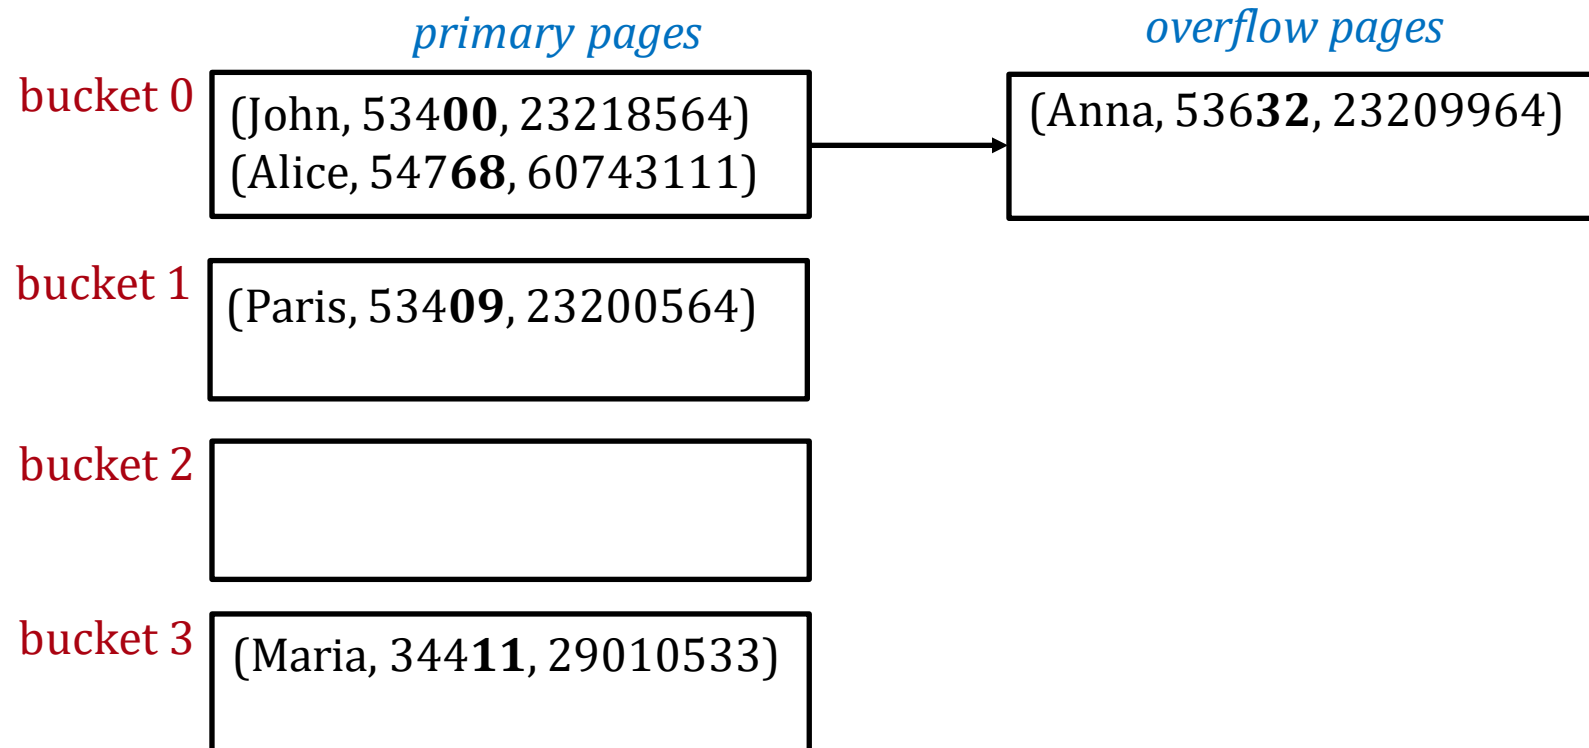 primary pages
overflow pages
bucket 0
(John, 53400, 23218564)
(Alice, 54768, 60743111)
(Anna, 53632, 23209964)
bucket 1
(Paris, 53409, 23200564)
bucket 2
bucket 3
(Maria, 34411, 29010533)